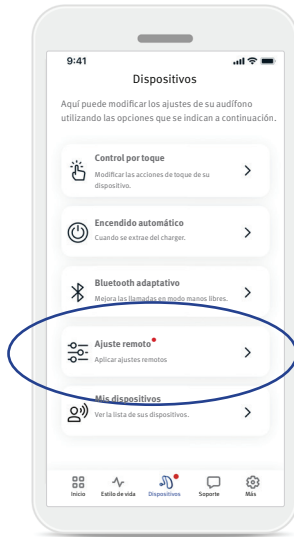 9:41
Dispositivos
Aquí puede modificar los ajustes de su audífono
utilizando las opciones que se indican a continuación.
Control por toque
Modificar las acciones de toque de su
dispositivo.
Encendido automático
Cuando se extrae del charger.
Bluetooth adaptativo
Mejora las llamadas en modo manos libres.
Ajuste remoto
Aplicar ajustes remotos
Mis dispositivos
Ver la lista de sus dispositivos.
Inicio Estilo de vida Dispositivos Soporte Más